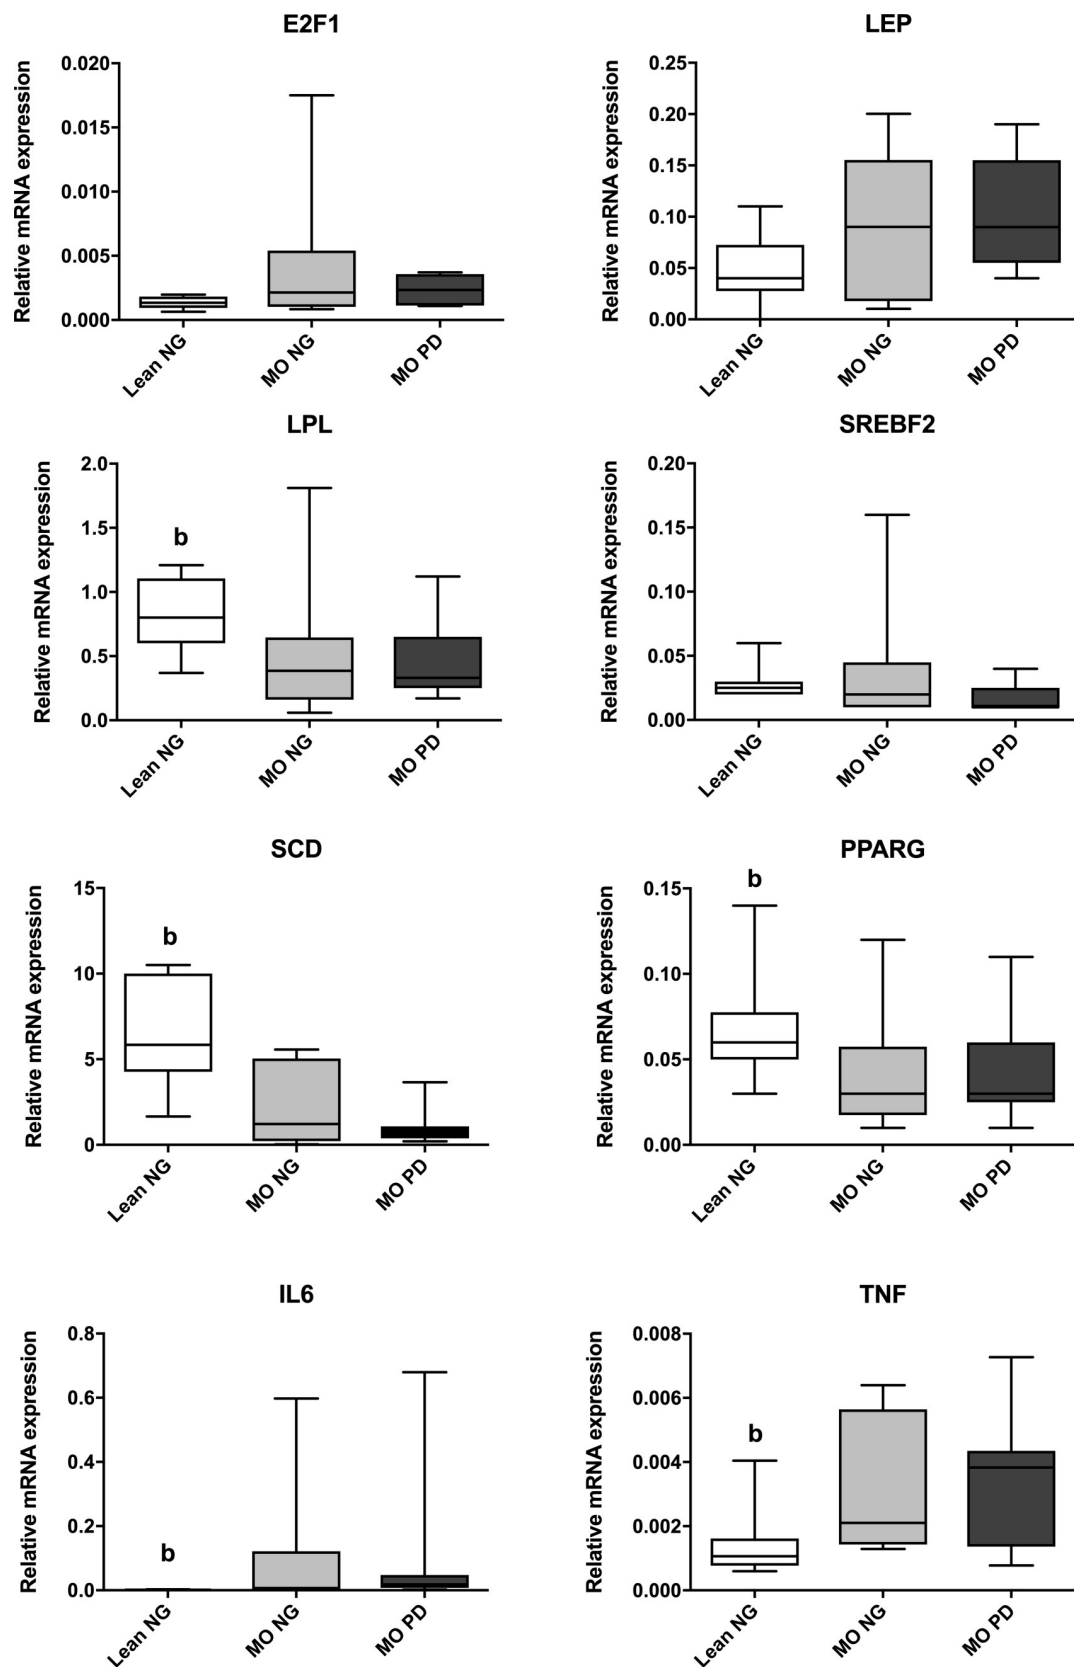 E2F1
Relative mRNA expression
0.020
0.015
0.010
0.005
0.000
Lean NG
MO NG
MO PD
LEP
Relative mRNA expression
0.25
0.20
0.15
0.10
0.05
0.00
Lean NG
MO NG
MO PD
LPL
Relative mRNA expression
2.0
1.5
1.0
0.5
0.0
b
Lean NG
MO NG
MO PD
SREBF2
Relative mRNA expression
0.20
0.15
0.10
0.05
0.00
Lean NG
MO NG
MO PD
SCD
Relative mRNA expression
15
10
5
0
b
Lean NG
MO NG
MO PD
PPARG
Relative mRNA expression
0.15
0.10
0.05
0.00
b
Lean NG
MO NG
MO PD
IL6
Relative mRNA expression
0.8
0.6
0.4
0.2
0.0
b
Lean NG
MO NG
MO PD
TNF
Relative mRNA expression
0.008
0.006
0.004
0.002
0.000
b
Lean NG
MO NG
MO PD